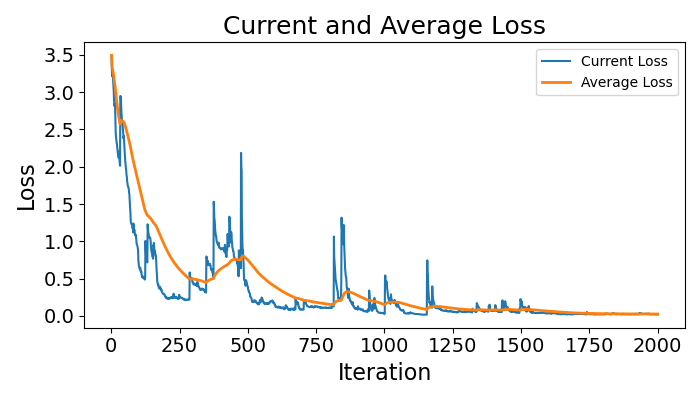 Current and Average Loss
Current Loss
Average Loss
Loss
3.5
3.0
2.5
2.0
1.5
1.0
0.5
0.0
0 250 500 750 1000 1250 1500 1750 2000
Iteration